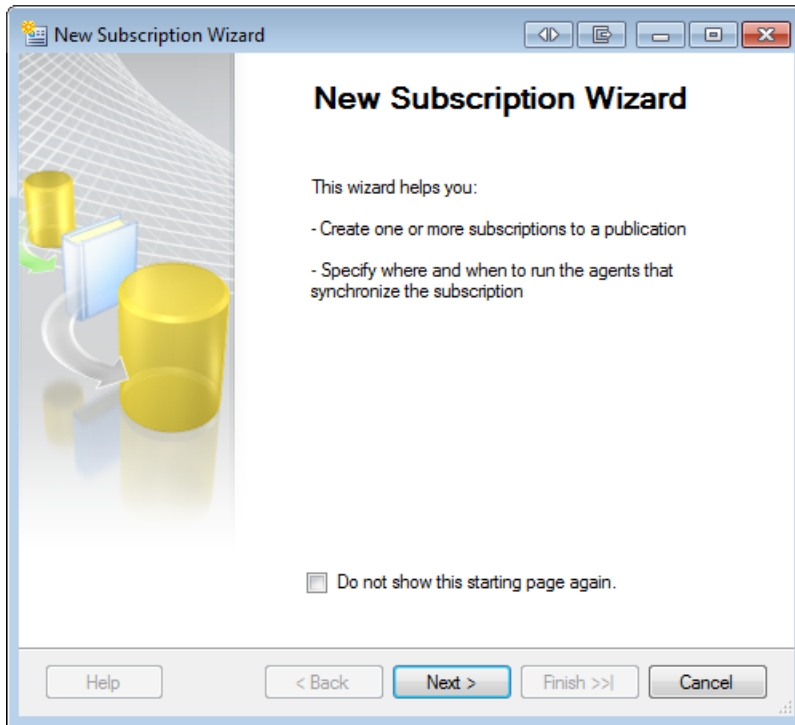 New Subscription Wizard
New Subscription Wizard
This wizard helps you:
- Create one or more subscriptions to a publication
- Specify where and when to run the agents that
synchronize the subscription
Do not show this starting page again.
Help
< Back
Next >
Finish >>|
Cancel